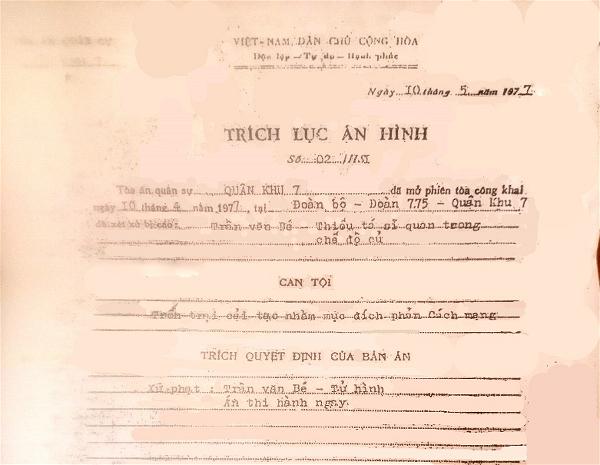 VIỆT-NAM DÂN CHỦ CỘNG HÒA
Độc lập — Tự do — Hạnh phúc
Ngày 10 tháng 5 năm 1977
TRÍCH LỤC ÁN HÌNH
Số 02
Tòa án quân sự QUÂN KHU 7 đã mở phiên tòa công khai
ngày 10 tháng 4 năm 1977, tại Đoàn bộ - Đoàn 775 - Quân Khu 7
đã xét xử bị cáo: Trần văn Bé - Thiếu tá sĩ quan trong
chế độ củ
CAN TỘI
Trốn trại cải tạo nhằm mục đích phản Cách mạng
TRÍCH QUYẾT ĐỊNH CỦA BẢN ÁN
Xử phạt : Trần văn Bé - Tử hình
Án thi hành ngay.